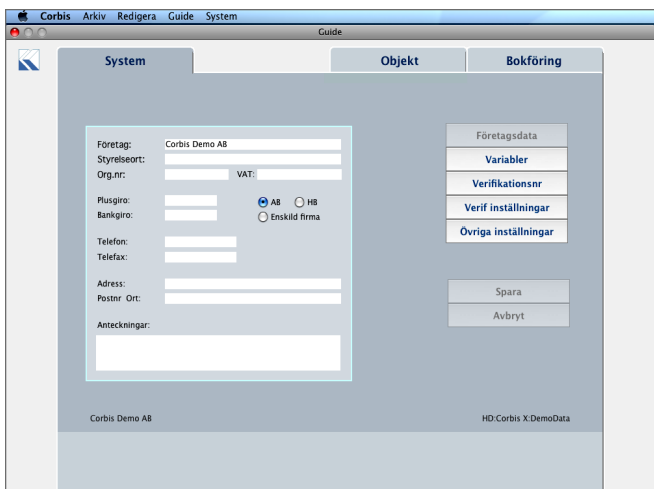 Corbis Arkiv Redigera Guide System
Guide
System Objekt Bokföring
Företag: Corbis Demo AB
Styrelseort:
Org.nr: VAT:
Plusgiro: AB HB
Bankgiro: Enskild firma
Telefon:
Telefax:
Adress:
Postnr Ort:
Anteckningar:
Företagsdata
Variabler
Verifikationsnr
Verif inställningar
Övriga inställningar
Spara
Avbryt
Corbis Demo AB HD:Corbis X:DemoData